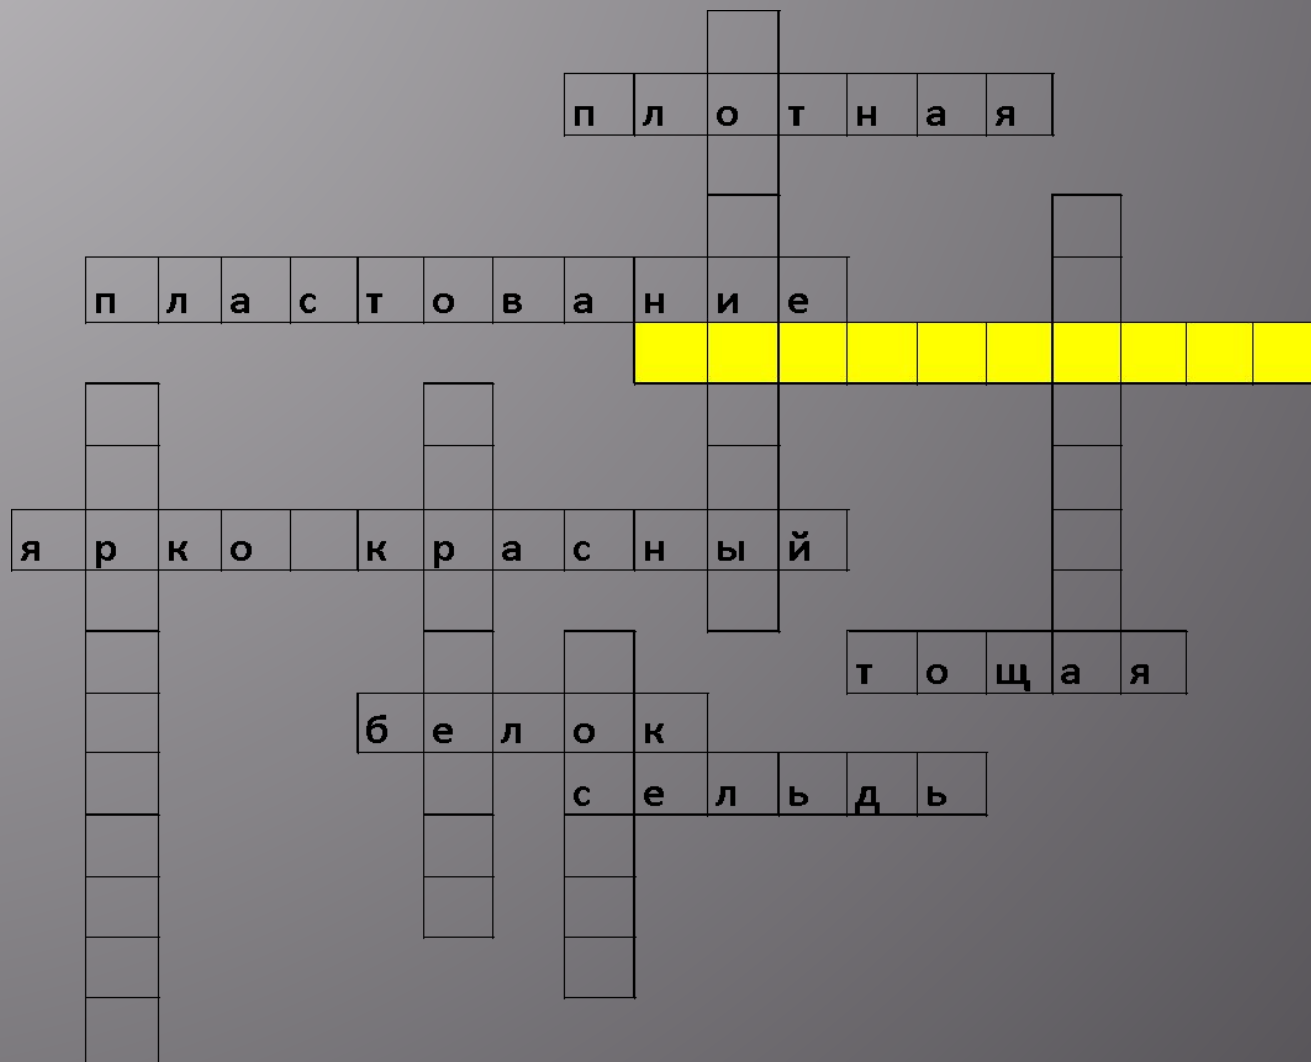 плотная
пластование
ярко красный
тощая
белок
сельдь